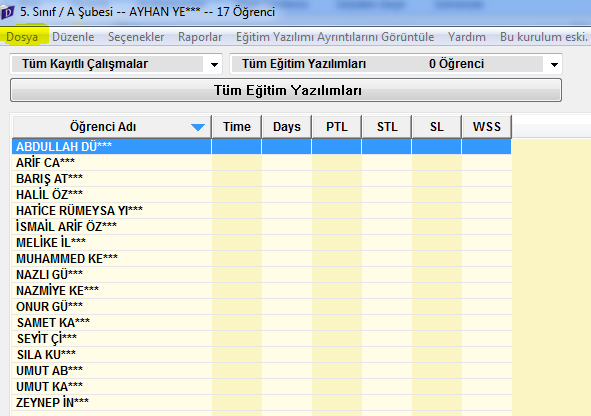 5. Sınıf / A Şubesi -- AYHAN YE*** -- 17 Öğrenci
Dosya Düzenle Seçenekler Raporlar Eğitim Yazılımı Ayrıntılarını Görüntüle Yardım Bu kurulum eski.
Tüm Kayıtlı Çalışmalar Tüm Eğitim Yazılımları 0 Öğrenci
Tüm Eğitim Yazılımları
Öğrenci Adı Time Days PTL STL SL WSS
ABDULLAH DÜ***
ARİF CA***
BARIŞ AT***
HALİL ÖZ***
HATİCE RÜMEYSA YI***
İSMAİL ARİF ÖZ***
MELİKE İL***
MUHAMMED KE***
NAZLI GÜ***
NAZMİYE KE***
ONUR GÜ***
SAMET KA***
SEYİT Çİ***
SILA KU***
UMUT AB***
UMUT KA***
ZEYNEP İN***